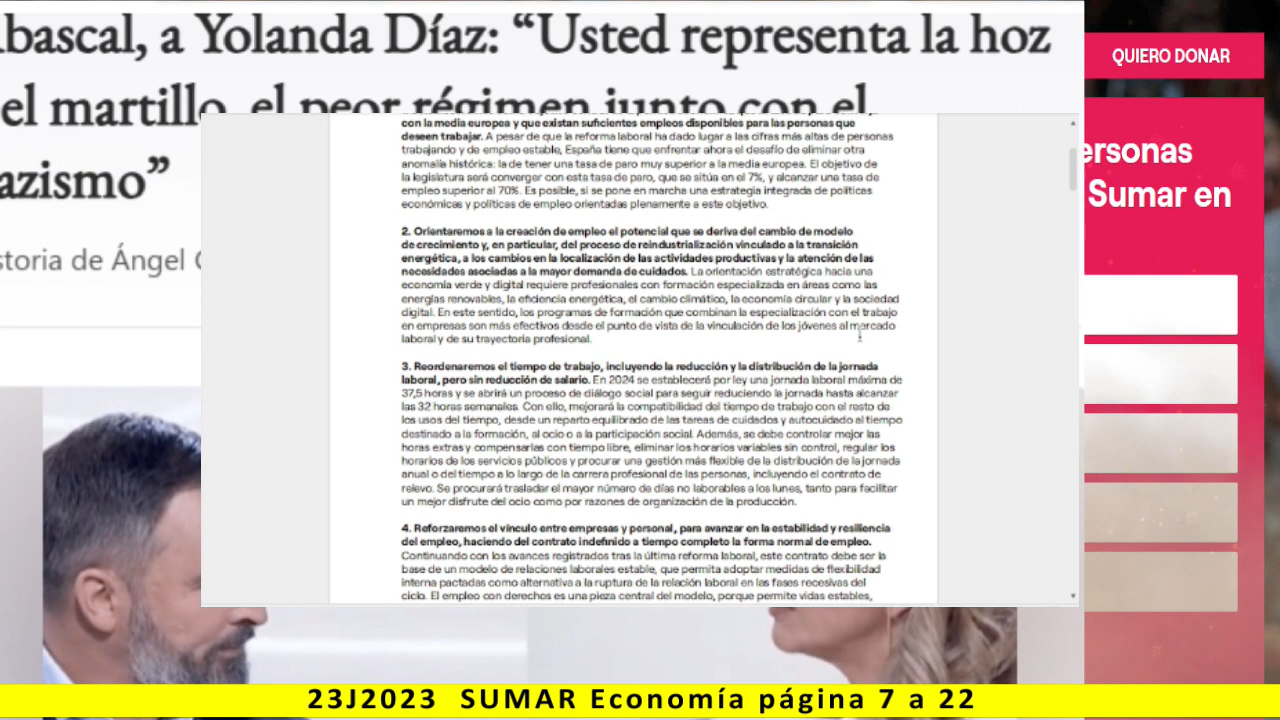 bascal, a Yolanda Díaz: “Usted representa la hoz
el martillo, el peor régimen junto con el
azismo”
storia de Ángel
QUIERO DONAR
ersonas
Sumar en
con la media europea y que existan suficientes empleos disponibles para las personas que
deseen trabajar. A pesar de que la reforma laboral ha dado lugar a las cifras más altas de personas
trabajando y de empleo estable, España tiene que enfrentar ahora el desafío de eliminar otra
anomalía histórica: la de tener una tasa de paro muy superior a la media europea. El objetivo de
la legislatura será converger con esta tasa de paro, que se sitúa en el 7%, y alcanzar una tasa de
empleo superior al 70%. Es posible, si se pone en marcha una estrategia integrada de políticas
económicas y políticas de empleo orientadas plenamente a este objetivo.
2. Orientaremos a la creación de empleo el potencial que se deriva del cambio de modelo
de crecimiento y, en particular, del proceso de reindustrialización vinculado a la transición
energética, a los cambios en la localización de las actividades productivas y la atención de las
necesidades asociadas a la mayor demanda de cuidados. La orientación estratégica hacia una
economía verde y digital requiere profesionales con formación especializada en áreas como las
energías renovables, la eficiencia energética, el cambio climático, la economía circular y la sociedad
digital. En este sentido, los programas de formación que combinan la especialización con el trabajo
en empresas son más efectivos desde el punto de vista de la vinculación de los jóvenes al mercado
laboral y de su trayectoria profesional.
3. Reordenaremos el tiempo de trabajo, incluyendo la reducción y la distribución de la jornada
laboral, pero sin reducción de salario. En 2024 se establecerá por ley una jornada laboral máxima de
37,5 horas y se abrirá un proceso de diálogo social para seguir reduciendo la jornada hasta alcanzar
las 32 horas semanales. Con ello, mejorará la compatibilidad del tiempo de trabajo con el resto de
los usos del tiempo, desde un reparto equilibrado de las tareas de cuidados y autocuidado al tiempo
destinado a la formación, al ocio o a la participación social. Además, se debe controlar mejor las
horas extras y compensarlas con tiempo libre, eliminar los horarios variables sin control, regular los
horarios de los servicios públicos y procurar una gestión más flexible de la distribución de la jornada
anual o del tiempo a lo largo de la carrera profesional de las personas, incluyendo el contrato de
relevo. Se procurará trasladar el mayor número de días no laborables a los lunes, tanto para facilitar
un mejor disfrute del ocio como por razones de organización de la producción.
4. Reforzaremos el vínculo entre empresas y personal, para avanzar en la estabilidad y resiliencia
del empleo, haciendo del contrato indefinido a tiempo completo la forma normal de empleo.
Continuando con los avances registrados tras la última reforma laboral, este contrato debe ser la
base de un modelo de relaciones laborales estable, que permita adoptar medidas de flexibilidad
interna pactadas como alternativa a la ruptura de la relación laboral en las fases recesivas del
ciclo. El empleo con derechos es una pieza central del modelo, porque permite vidas estables,
23J2023 SUMAR Economía página 7 a 22